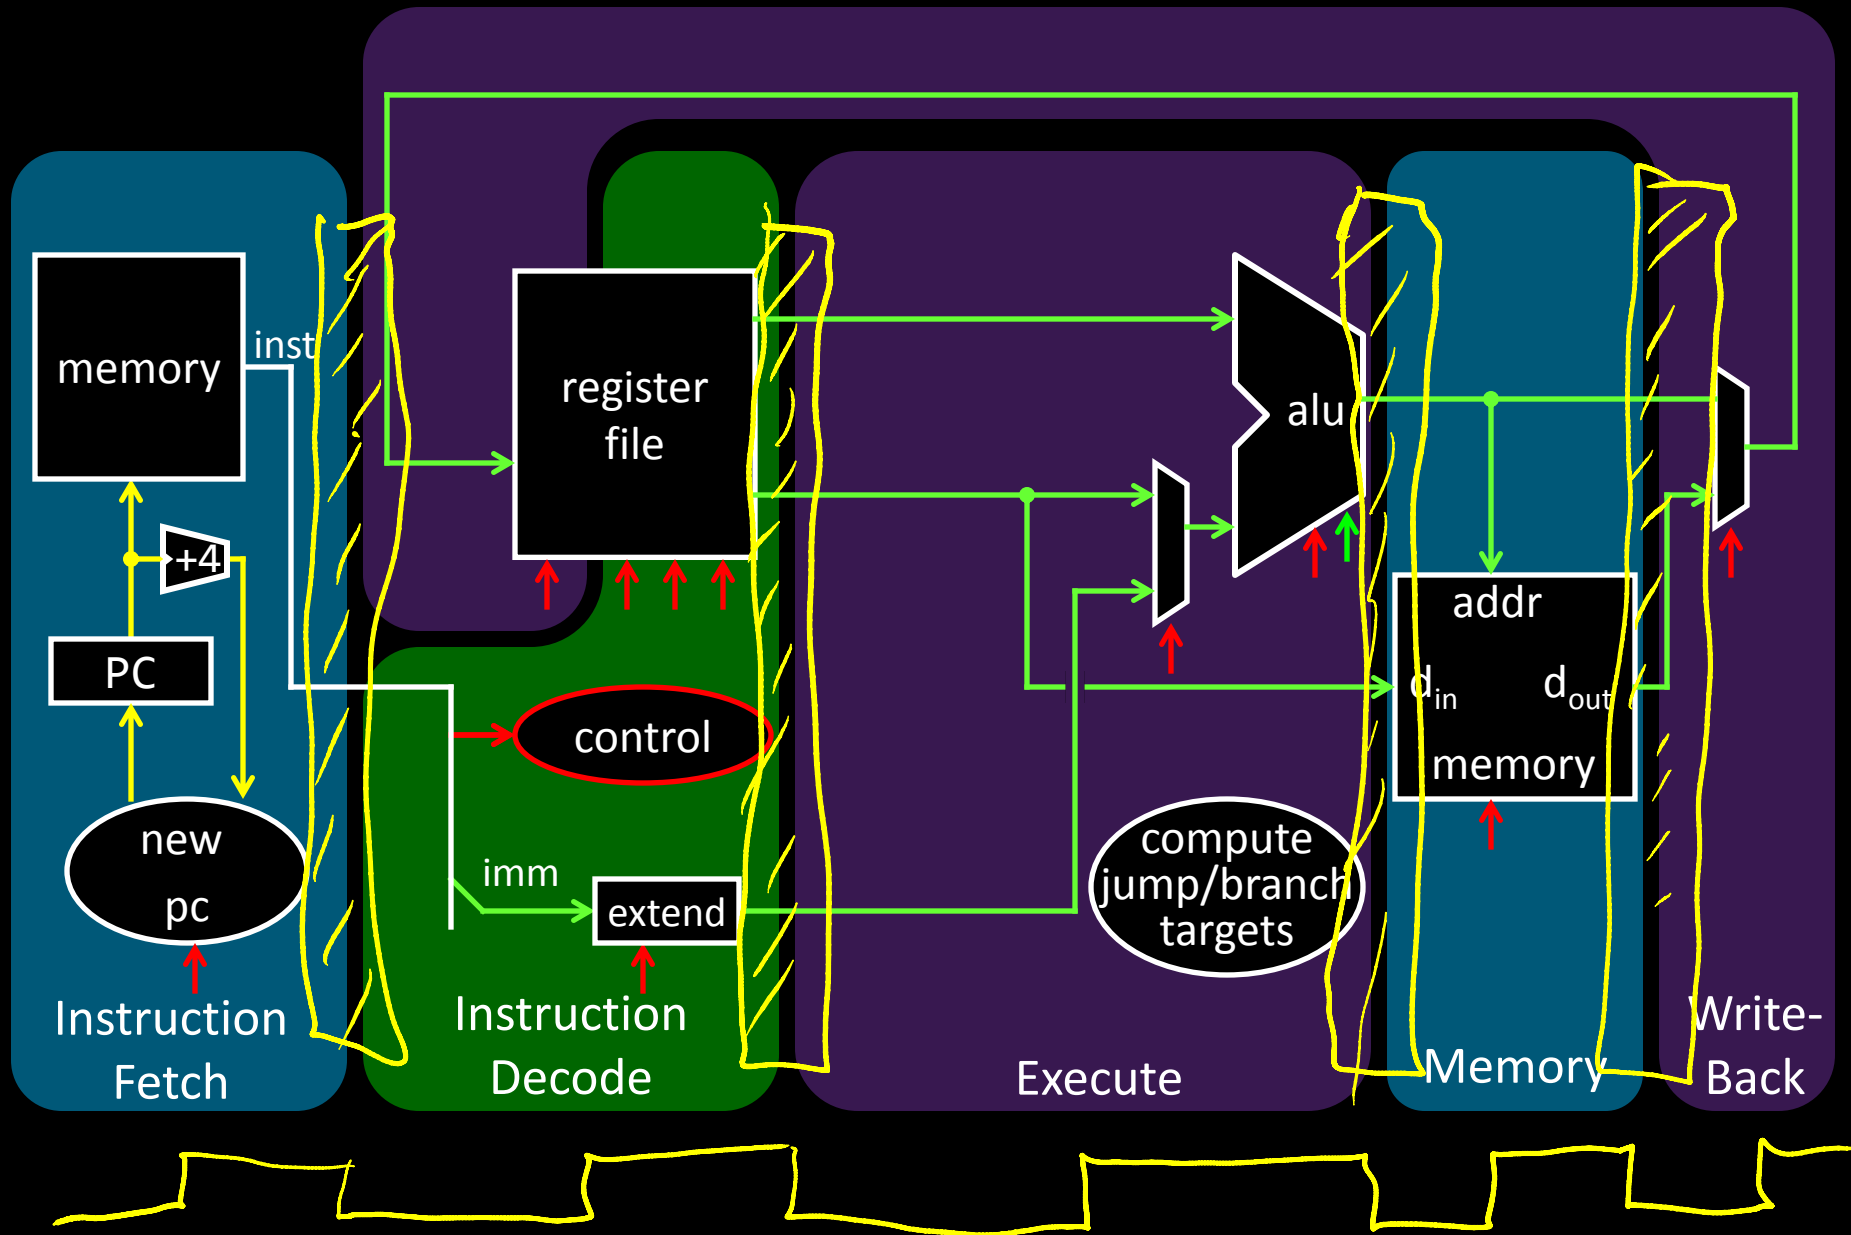 memory
inst
+4
PC
new
pc
Instruction
Fetch
register
file
control
imm
extend
Instruction
Decode
alu
compute
jump/branch
targets
Execute
addr
din
dout
memory
Memory
Write-
Back